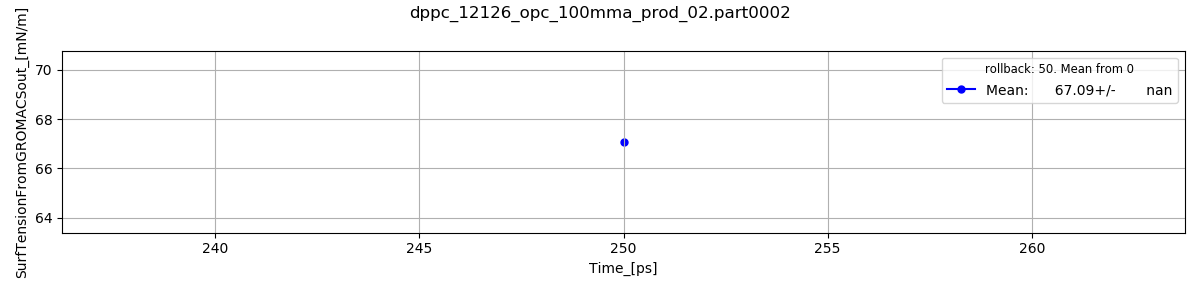 dppc_12126_opc_100mma_prod_02.part0002
SurfTensionFromGROMACSout_[mN/m]
70
68
66
64
rollback: 50. Mean from 0
Mean: 67.09+/- nan
240
245
250
255
260
Time_[ps]